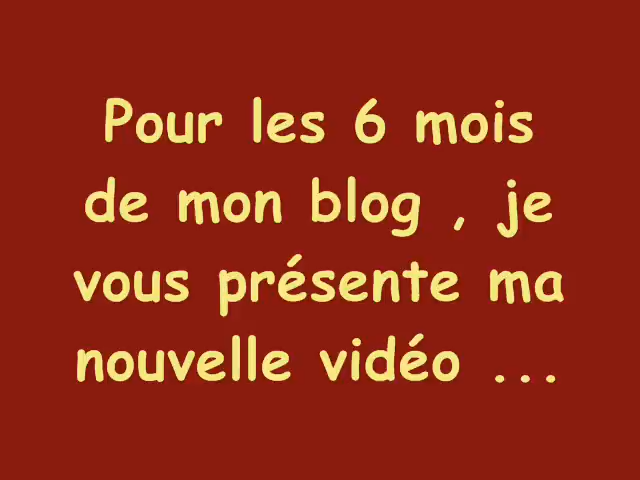 Pour les 6 mois
de mon blog , je
vous présente ma
nouvelle vidéo ...